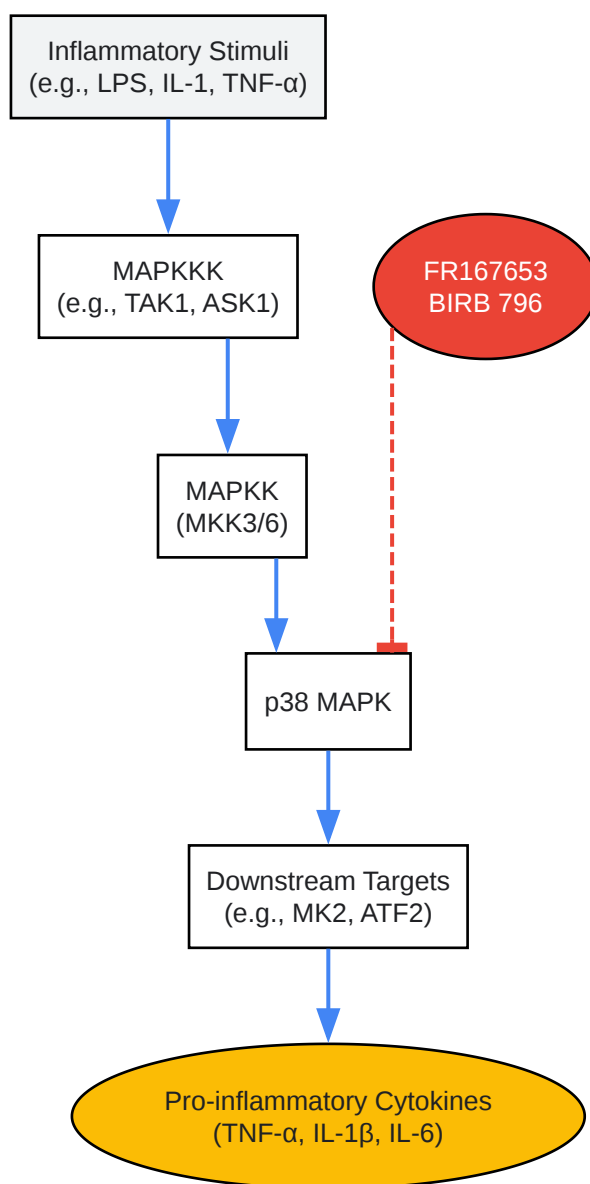 Inflammatory Stimuli
(e.g., LPS, IL-1, TNF-α)
MAPKKK
(e.g., TAK1, ASK1)
FR167653
BIRB 796
MAPKK
(MKK3/6)
p38 MAPK
Downstream Targets
(e.g., MK2, ATF2)
Pro-inflammatory Cytokines
(TNF-α, IL-1β, IL-6)